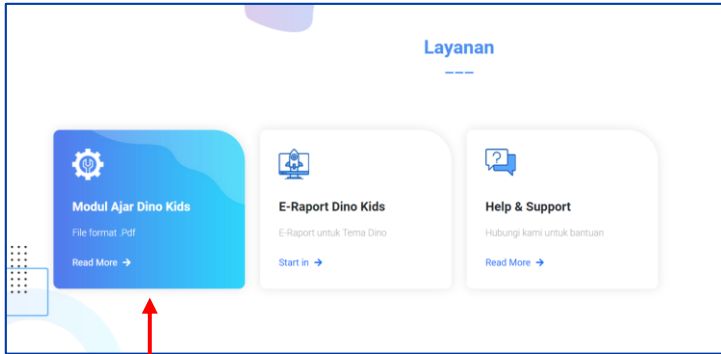 Layanan
Modul Ajar Dino Kids
File format .Pdf
Read More →
E-Raport Dino Kids
E-Raport untuk Tema Dino
Start in →
Help & Support
Hubungi kami untuk bantuan
Read More →